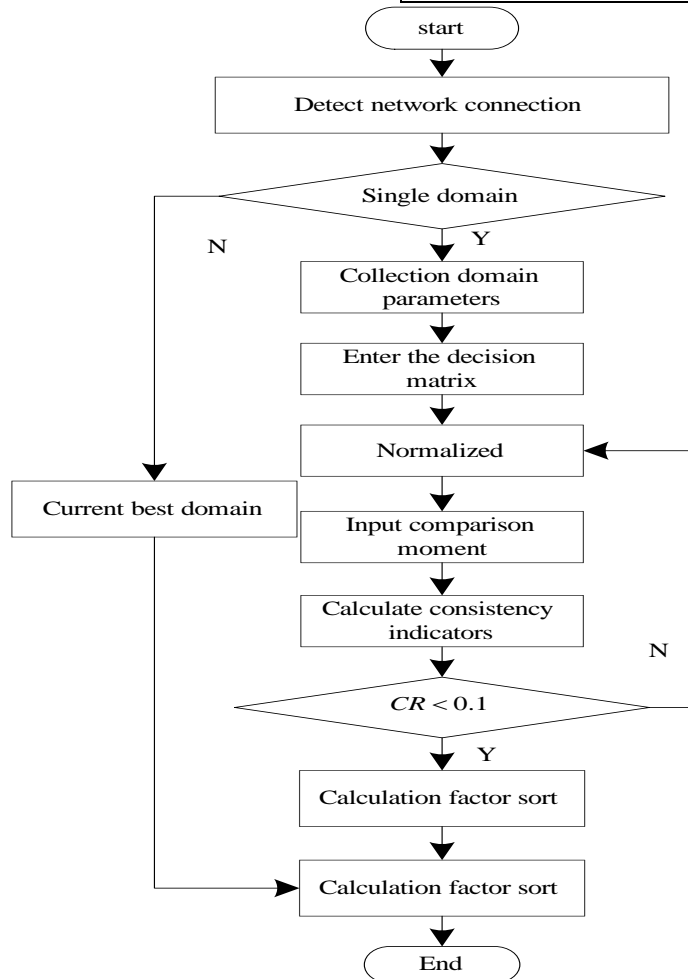 start
Detect network connection
Single domain
N
Y
Collection domain
parameters
Enter the decision
matrix
Normalized
Current best domain
Input comparison
moment
Calculate consistency
indicators
N
CR < 0.1
Y
Calculation factor sort
Calculation factor sort
End